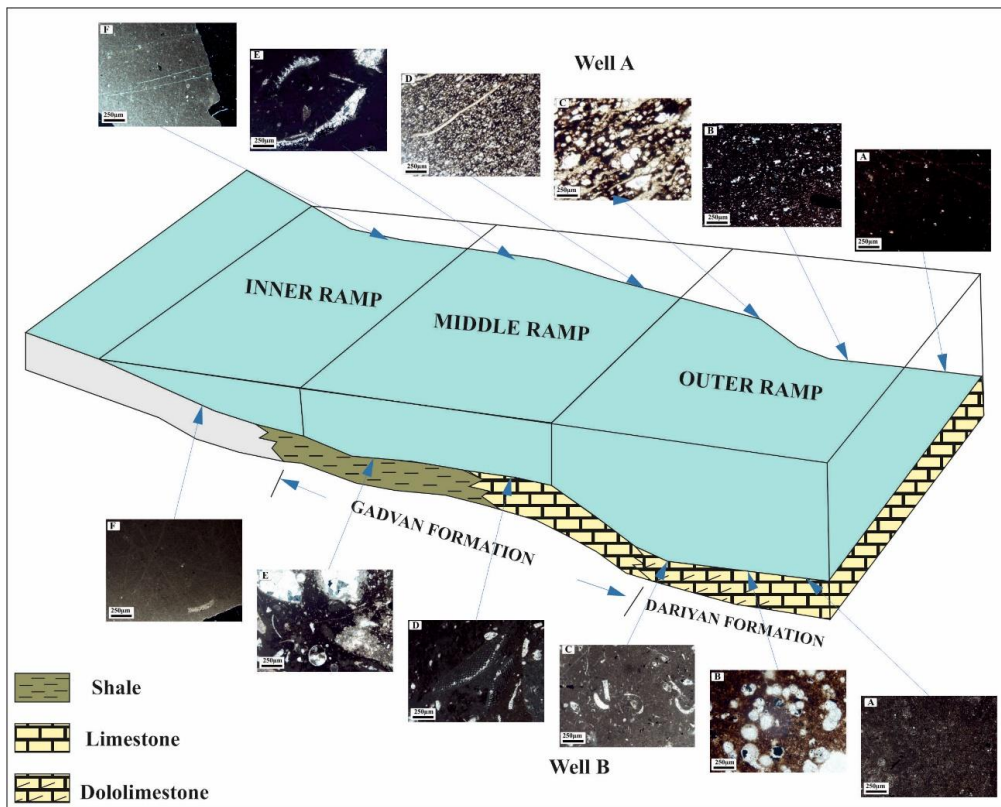 F
250µm
E
250µm
D
250µm
Well A
C
250µm
B
250µm
A
250µm
INNER RAMP
MIDDLE RAMP
OUTER RAMP
GADVAN FORMATION
DARIYAN FORMATION
F
250µm
E
250µm
D
250µm
C
250µm
Well B
B
250µm
A
250µm
Shale
Limestone
Dololimestone